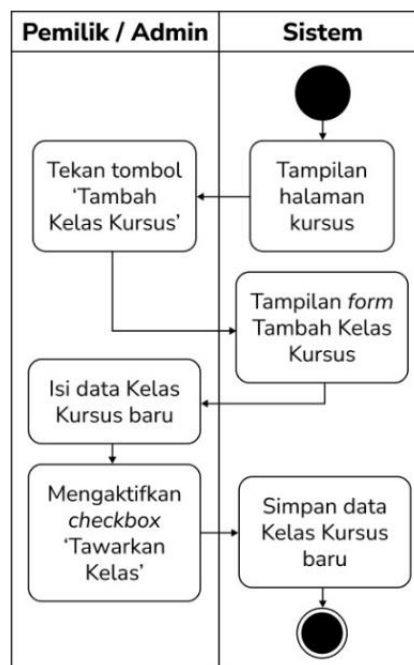 Pemilik / Admin
Sistem
Tampilan
halaman
kursus
Tekan tombol
'Tambah
Kelas Kursus'
Tampilan form
Tambah Kelas
Kursus
Isi data Kelas
Kursus baru
Mengaktifkan
checkbox
'Tawarkan
Kelas'
Simpan data
Kelas Kursus
baru